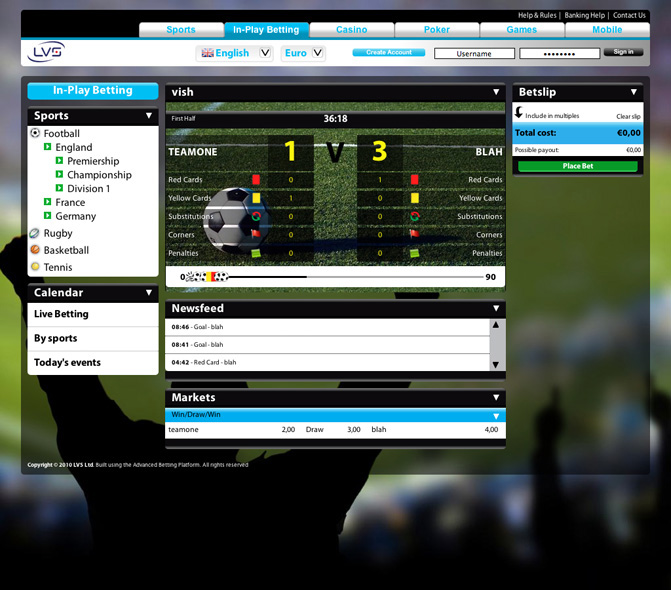 Help & Rules | Banking Help | Contact Us
Sports In-Play Betting Casino Poker Games Mobile
LVS English Euro Create Account Username •••••••• Sign in
In-Play Betting
Sports
Football
England
Premiership
Championship
Division 1
France
Germany
Rugby
Basketball
Tennis
Calendar
Live Betting
By sports
Today's events
vish
First Half 36:18
TEAMONE 1 V 3 BLAH
Red Cards 0 1 Red Cards
Yellow Cards 1 0 Yellow Cards
Substitutions 0 0 Substitutions
Corners 0 0 Corners
Penalties 0 0 Penalties
0 90
Newsfeed
08:46 - Goal - blah
08:41 - Goal - blah
04:42 - Red Card - blah
Markets
Win/Draw/Win
teamone 2,00 Draw 3,00 blah 4,00
Betslip
Include in multiples Clear slip
Total cost: €0,00
Possible payout: €0,00
Place Bet
Copyright © 2010 LVS Ltd. Built using the Advanced Betting Platform. All rights reserved